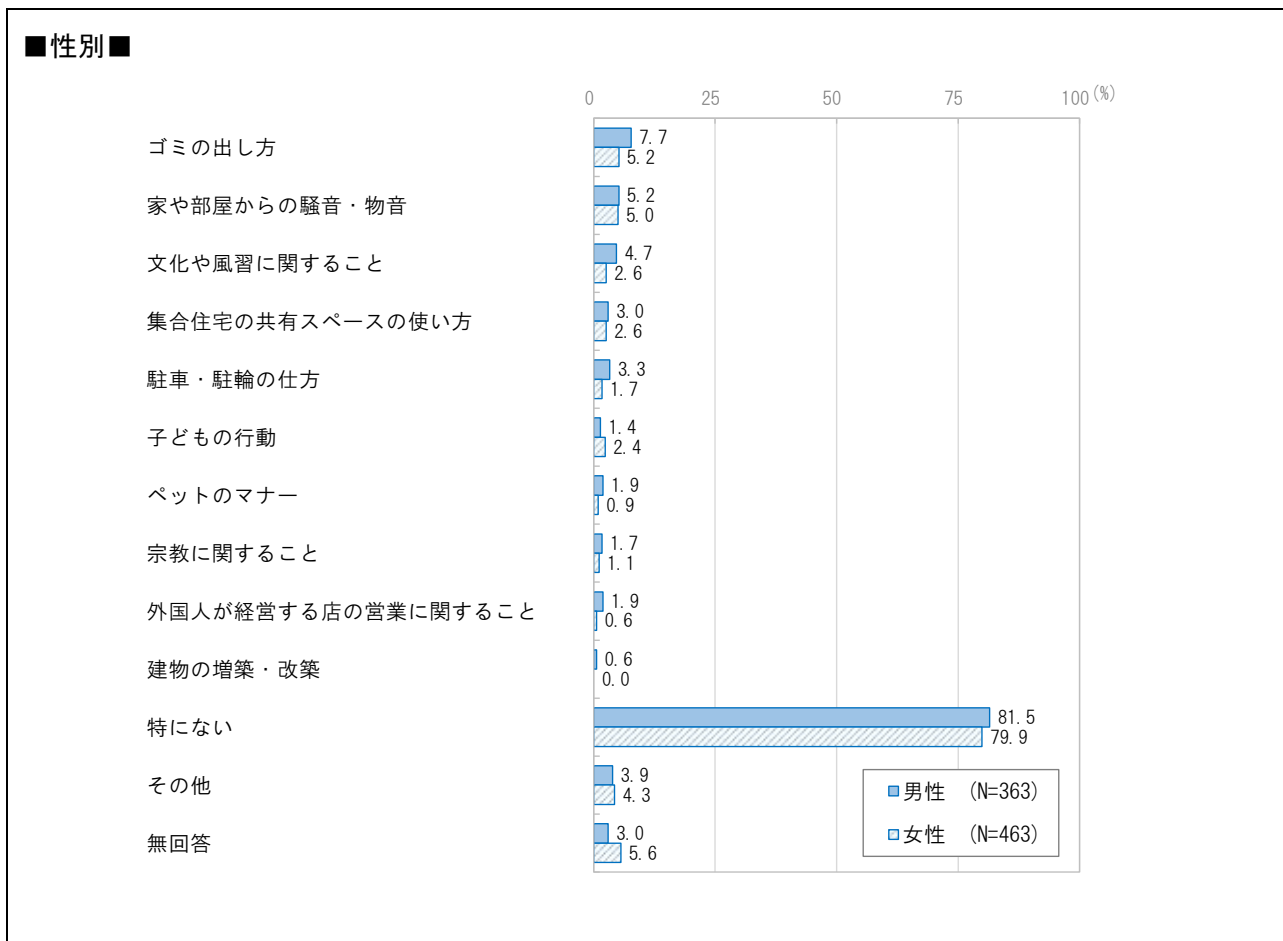 ■性別■
0 25 50 75 100 (%)
ゴミの出し方 7.7
5.2
家や部屋からの騒音・物音 5.2
5.0
文化や風習に関すること 4.7
2.6
集合住宅の共有スペースの使い方 3.0
2.6
駐車・駐輪の仕方 3.3
1.7
子どもの行動 1.4
2.4
ペットのマナー 1.9
0.9
宗教に関すること 1.7
1.1
外国人が経営する店の営業に関すること 1.9
0.6
建物の増築・改築 0.6
0.0
特にない 81.5
79.9
その他 3.9
4.3
無回答 3.0
5.6
男性 (N=363)
女性 (N=463)